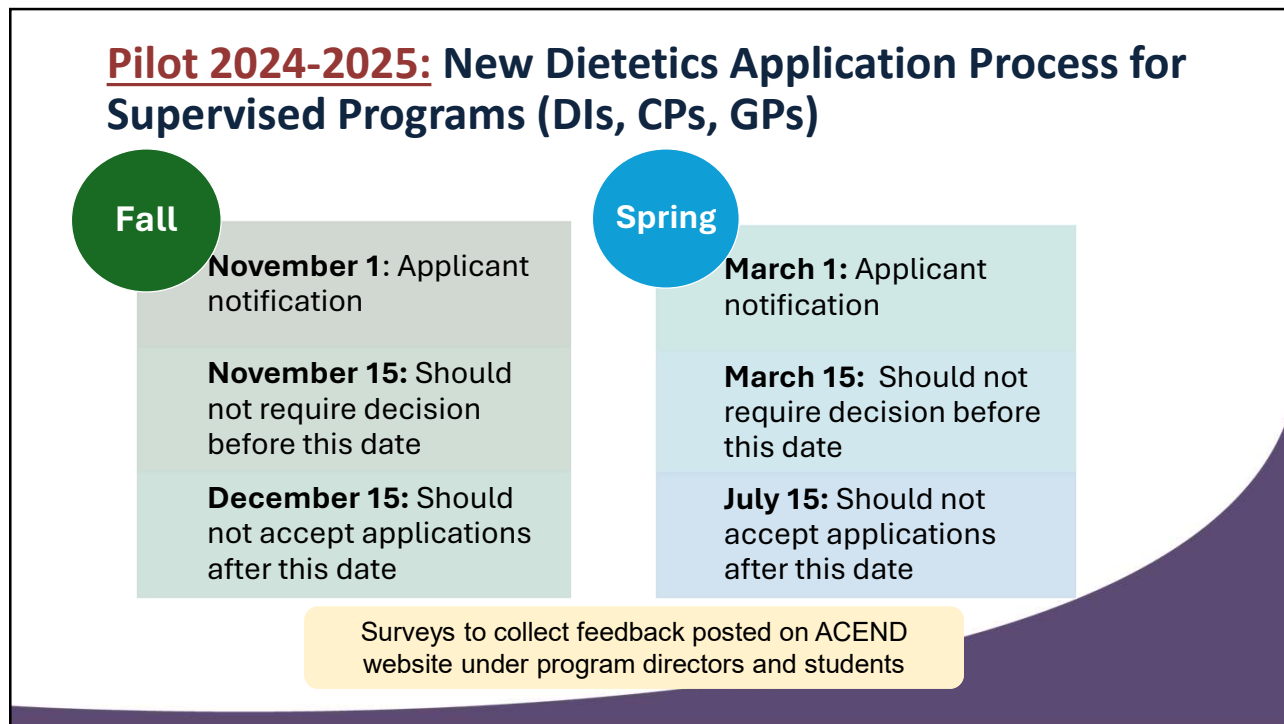 Pilot 2024-2025: New Dietetics Application Process for
Supervised Programs (DIs, CPs, GPs)
Fall
November 1: Applicant
notification
November 15: Should
not require decision
before this date
December 15: Should
not accept applications
after this date
Spring
March 1: Applicant
notification
March 15: Should not
require decision before
this date
July 15: Should not
accept applications
after this date
Surveys to collect feedback posted on ACEND
website under program directors and students